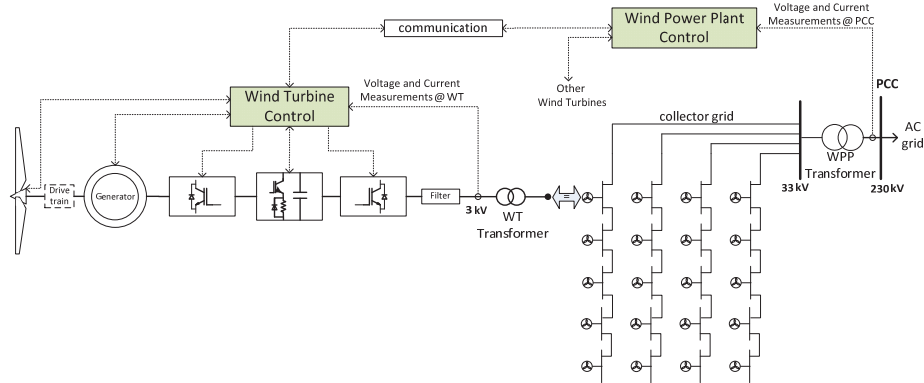 Voltage and Current
Measurements @ PCC
Wind Power Plant
Control
communication
Other
Wind Turbines
PCC
Voltage and Current
Measurements @ WT
Wind Turbine
Control
collector grid
AC
grid
WPP
Transformer
33 kV
230 kV
Drive
train
Generator
Filter
3 kV
WT
Transformer
=